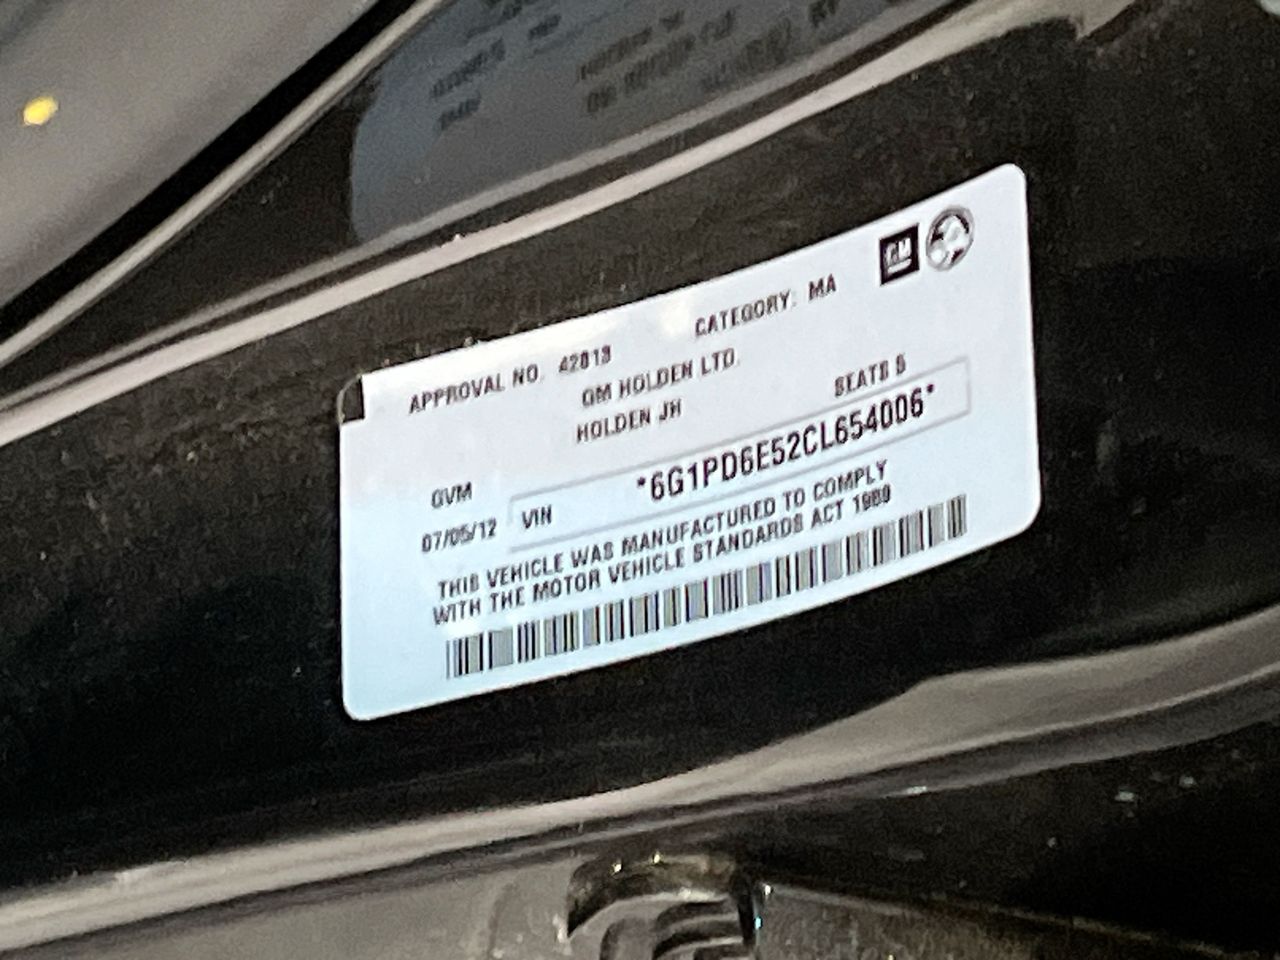 GM
APPROVAL NO. 42813 CATEGORY: MA
GM HOLDEN LTD.
HOLDEN JH SEATS 5
GVM
07/05/12 VIN *6G1PD6E52CL654006*
THIS VEHICLE WAS MANUFACTURED TO COMPLY
WITH THE MOTOR VEHICLE STANDARDS ACT 1989